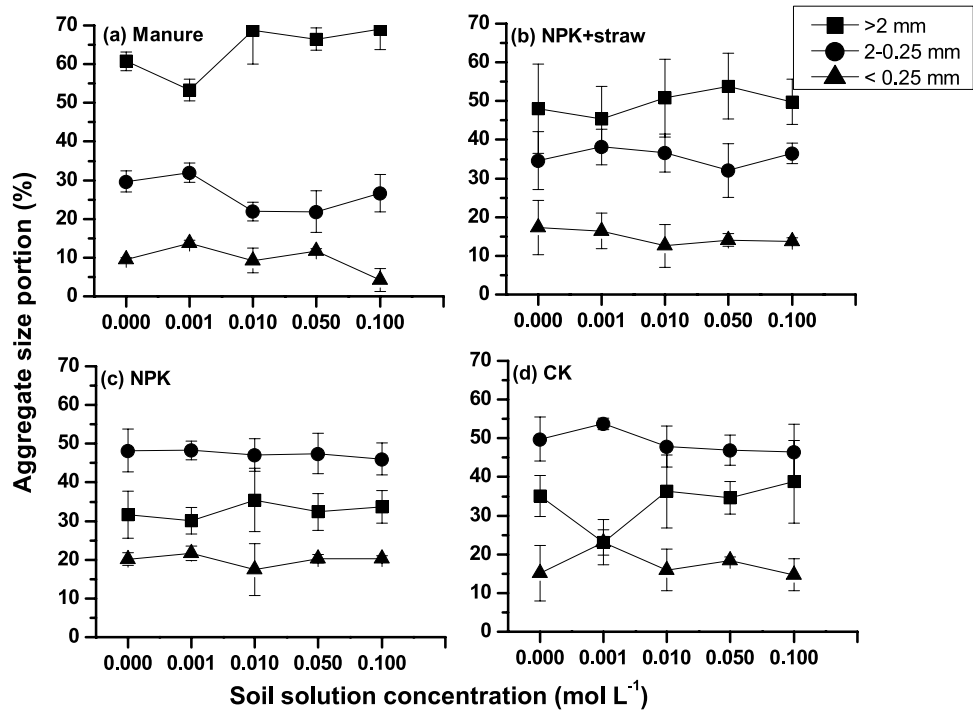 (a) Manure
70
60
50
40
30
20
10
0
0.000 0.001 0.010 0.050 0.100
(b) NPK+straw
70
60
50
40
30
20
10
0
0.000 0.001 0.010 0.050 0.100
>2 mm
2-0.25 mm
< 0.25 mm
Aggregate size portion (%)
(c) NPK
70
60
50
40
30
20
10
0
0.000 0.001 0.010 0.050 0.100
(d) CK
70
60
50
40
30
20
10
0
0.000 0.001 0.010 0.050 0.100
Soil solution concentration (mol L⁻¹)